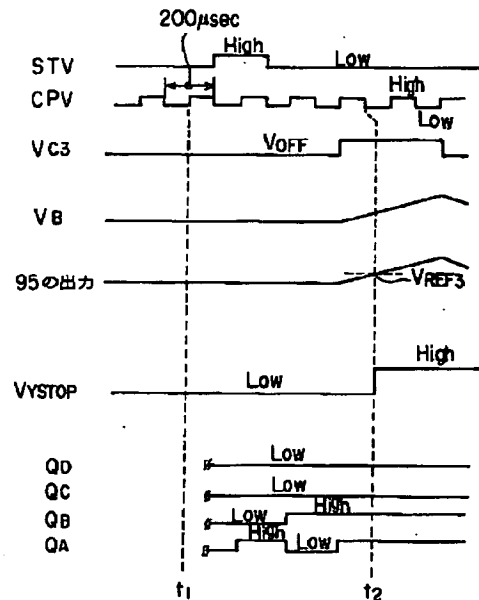 200μsec
High
STV
Low
CPV
High
Low
VC3
VOFF
VB
95の出力
VREF3
High
VYSTOP
Low
QD
Low
QC
Low
QB
Low
High
QA
High
Low
t1
t2